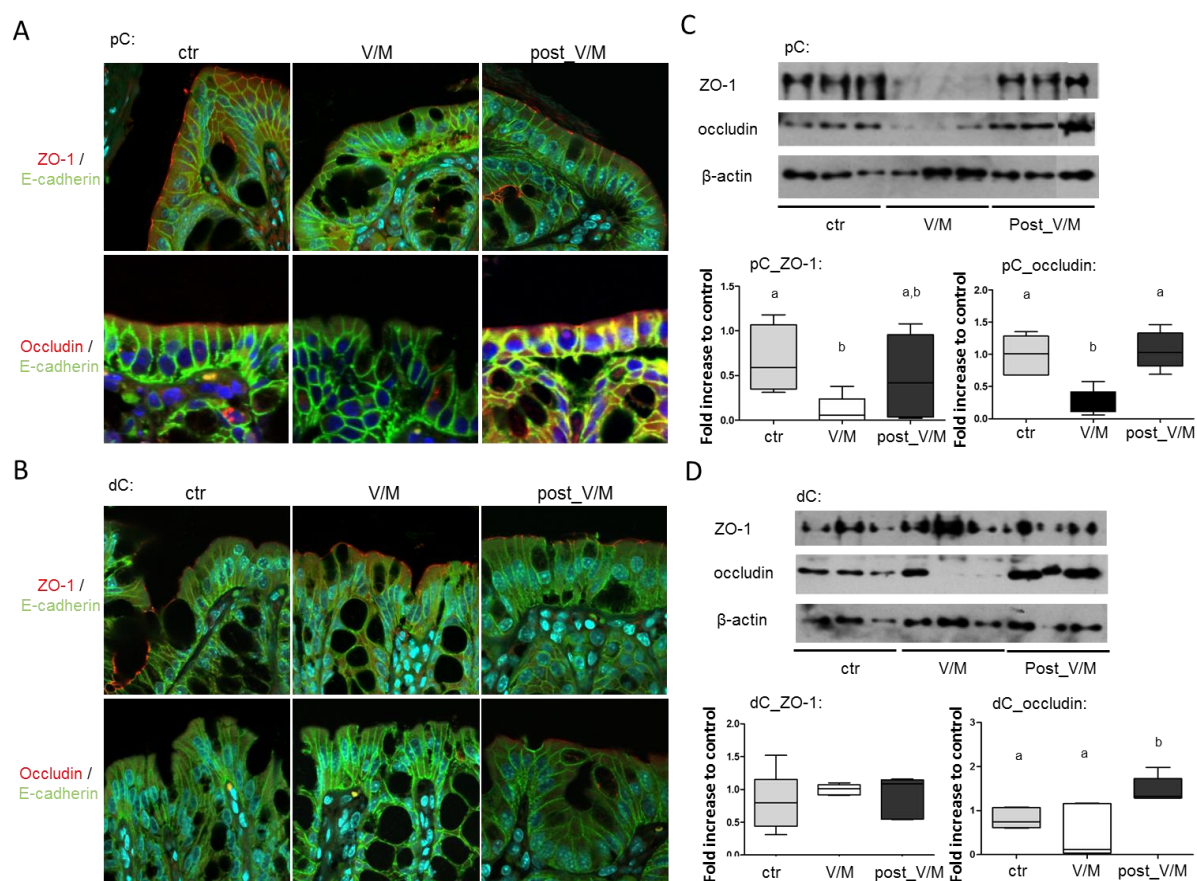 A
pC:
ctr V/M post_V/M
ZO-1 /
E-cadherin
Occludin /
E-cadherin
B
dC:
ctr V/M post_V/M
ZO-1 /
E-cadherin
Occludin /
E-cadherin
C
pC:
ZO-1
occludin
β-actin
ctr V/M Post_V/M
pC_ZO-1:
Fold increase to control
1.5
1.0
0.5
0.0
a b a,b
ctr V/M post_V/M
pC_occludin:
Fold increase to control
2.0
1.5
1.0
0.5
0.0
a b a
ctr V/M post_V/M
D
dC:
ZO-1
occludin
β-actin
ctr V/M Post_V/M
dC_ZO-1:
Fold increase to control
2.0
1.5
1.0
0.5
0.0
ctr V/M post_V/M
dC_occludin:
Fold increase to control
3
2
1
0
a a b
ctr V/M post_V/M